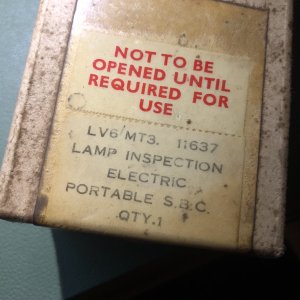 NOT TO BE
OPENED UNTIL
REQUIRED FOR
USE
LV6/MT3. 11637
LAMP INSPECTION
ELECTRIC
PORTABLE S.B.C.
QTY.1